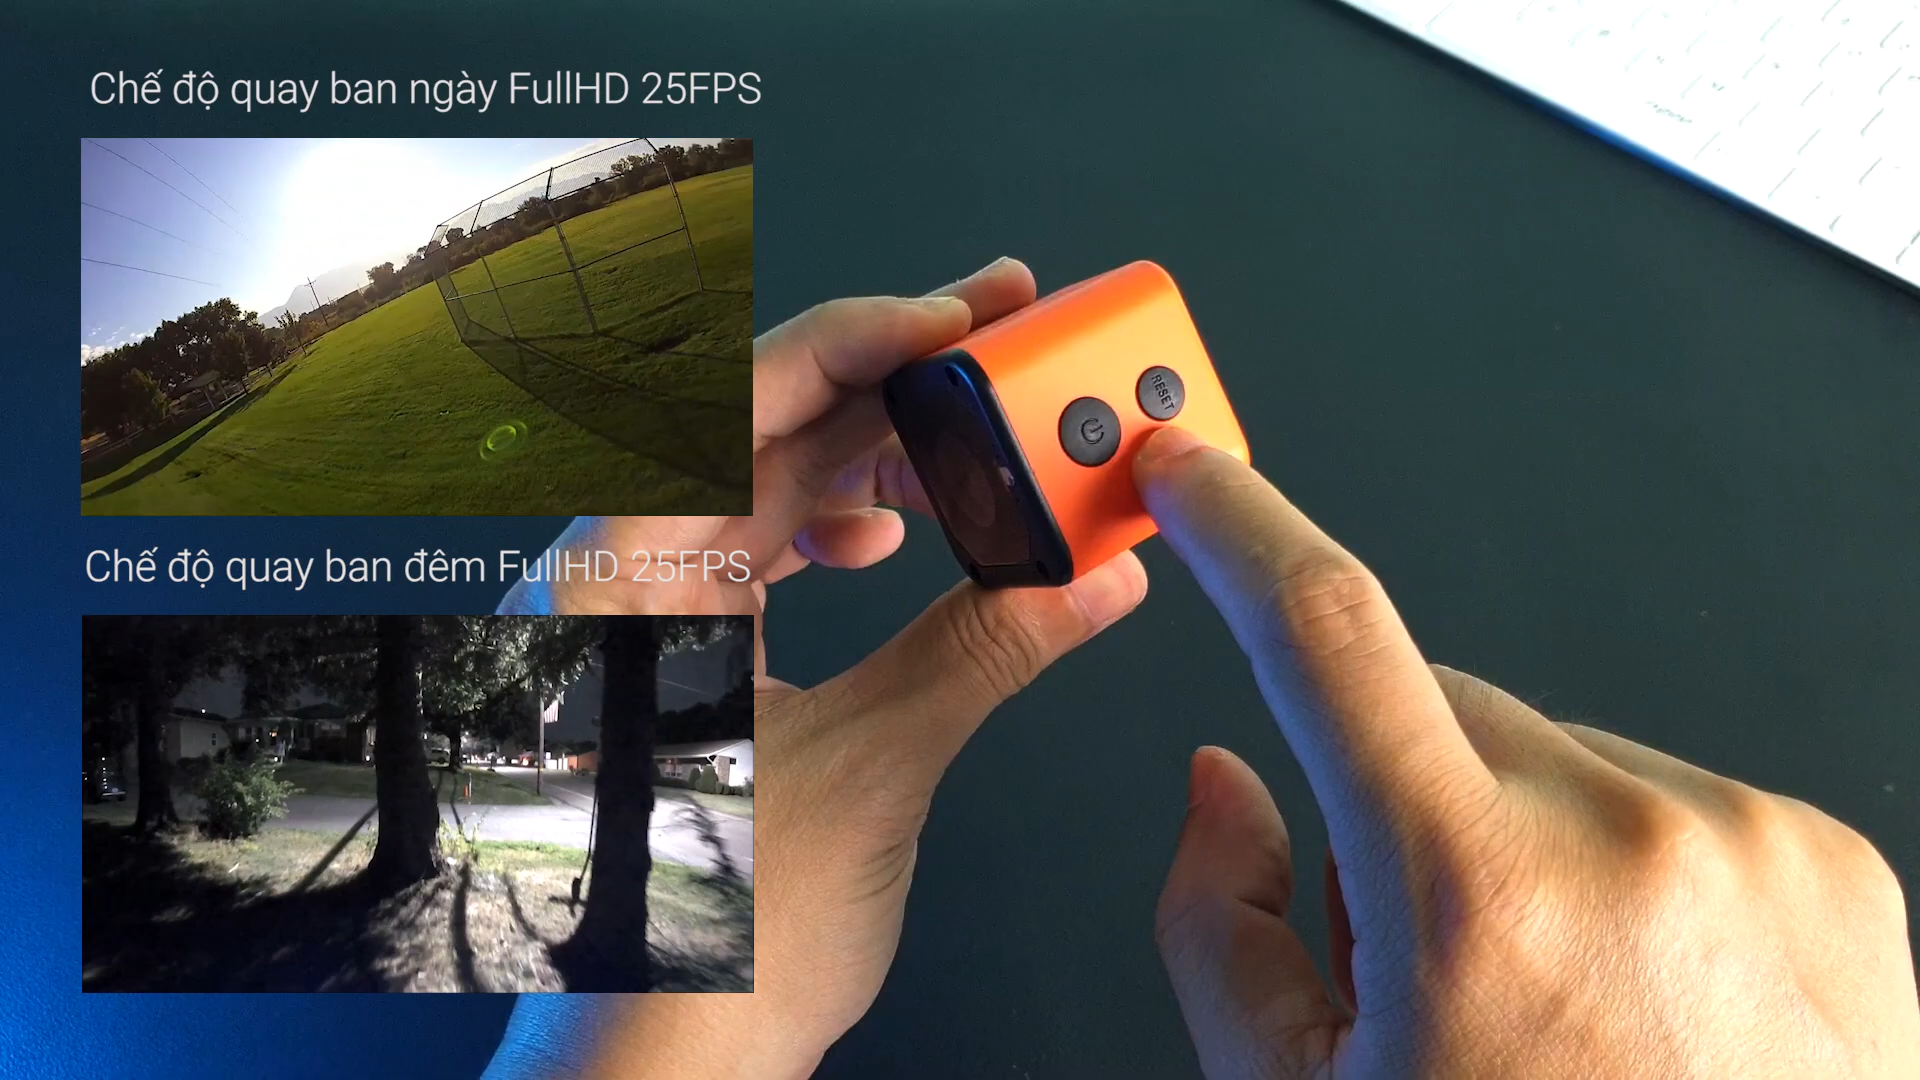 Chế độ quay ban ngày FullHD 25FPS
RESET
Chế độ quay ban đêm FullHD 25FPS